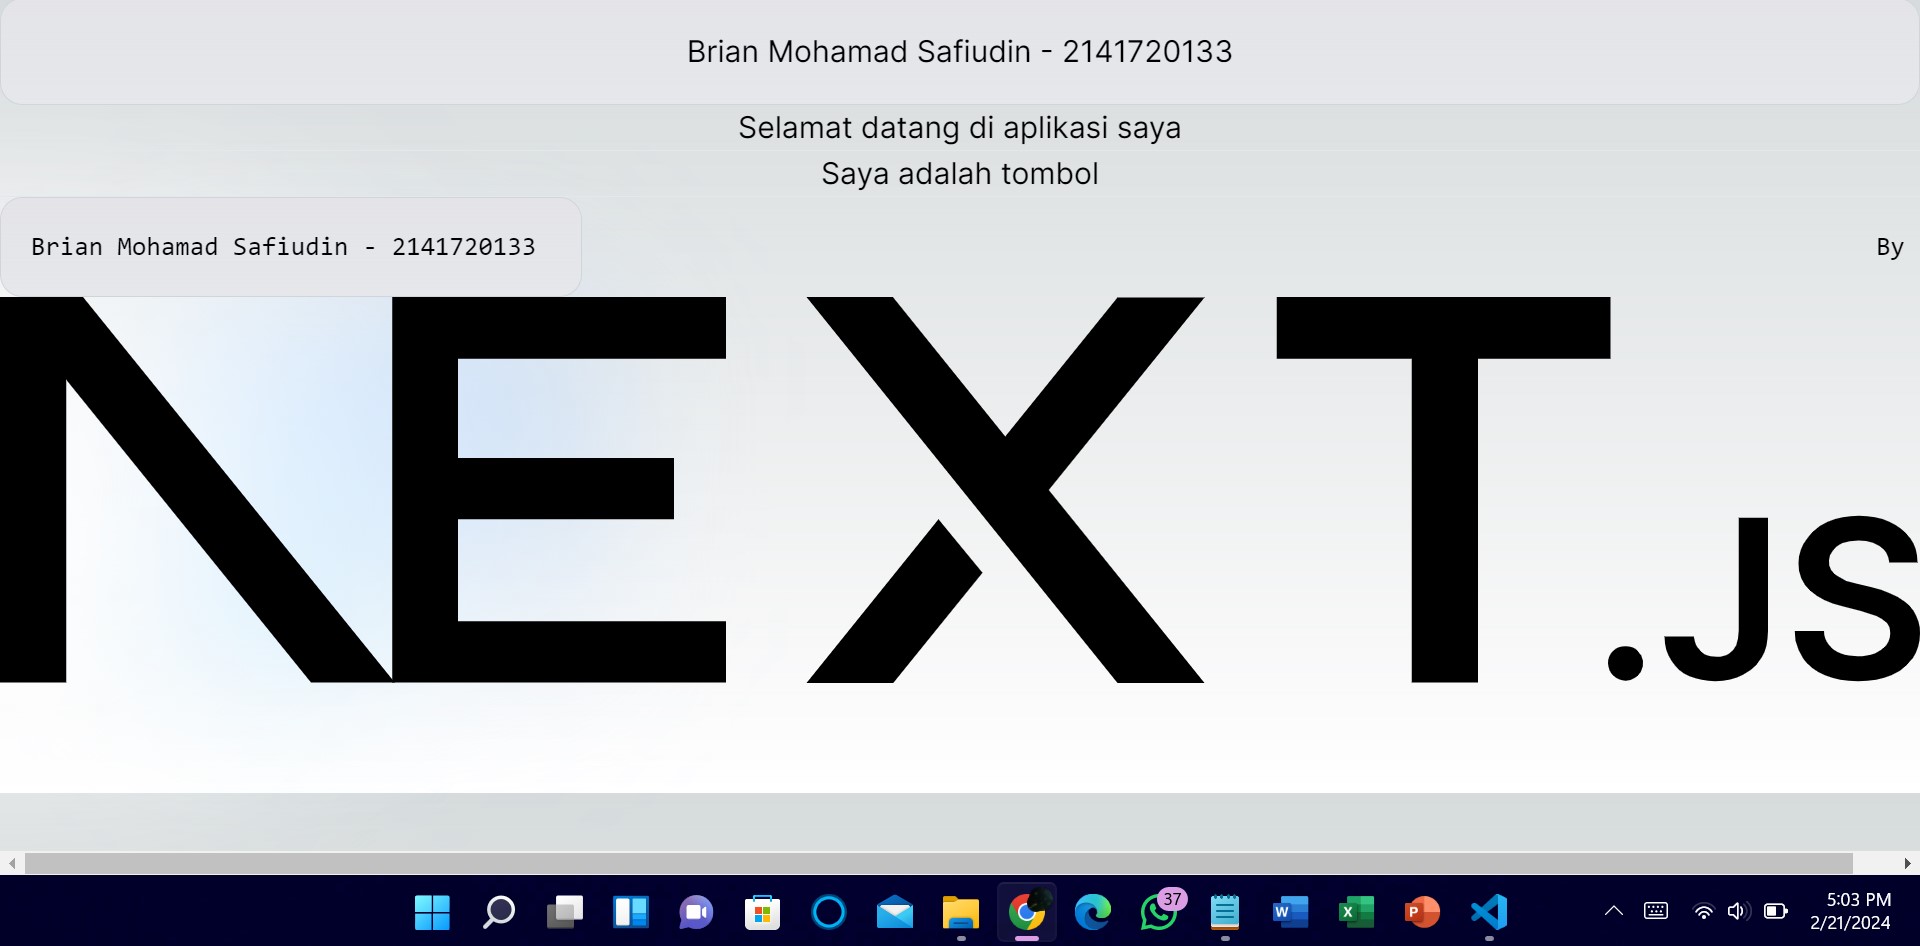 Brian Mohamad Safiudin - 2141720133
Selamat datang di aplikasi saya
Saya adalah tombol
Brian Mohamad Safiudin - 2141720133
By
NEXT.JS
37
W
X
P
5:03 PM
2/21/2024